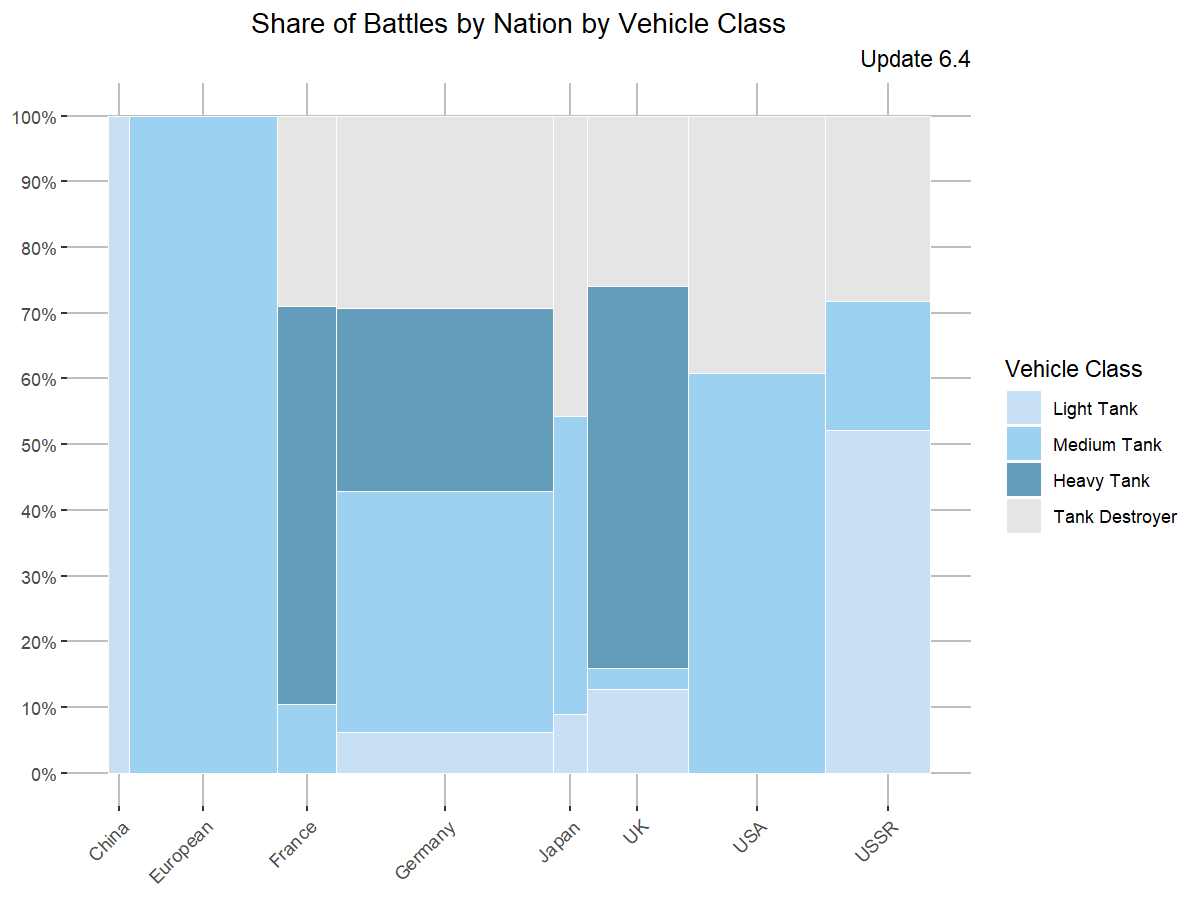 Share of Battles by Nation by Vehicle Class
Update 6.4
100%
90%
80%
70%
60%
50%
40%
30%
20%
10%
0%
China
European
France
Germany
Japan
UK
USA
USSR
Vehicle Class
Light Tank
Medium Tank
Heavy Tank
Tank Destroyer